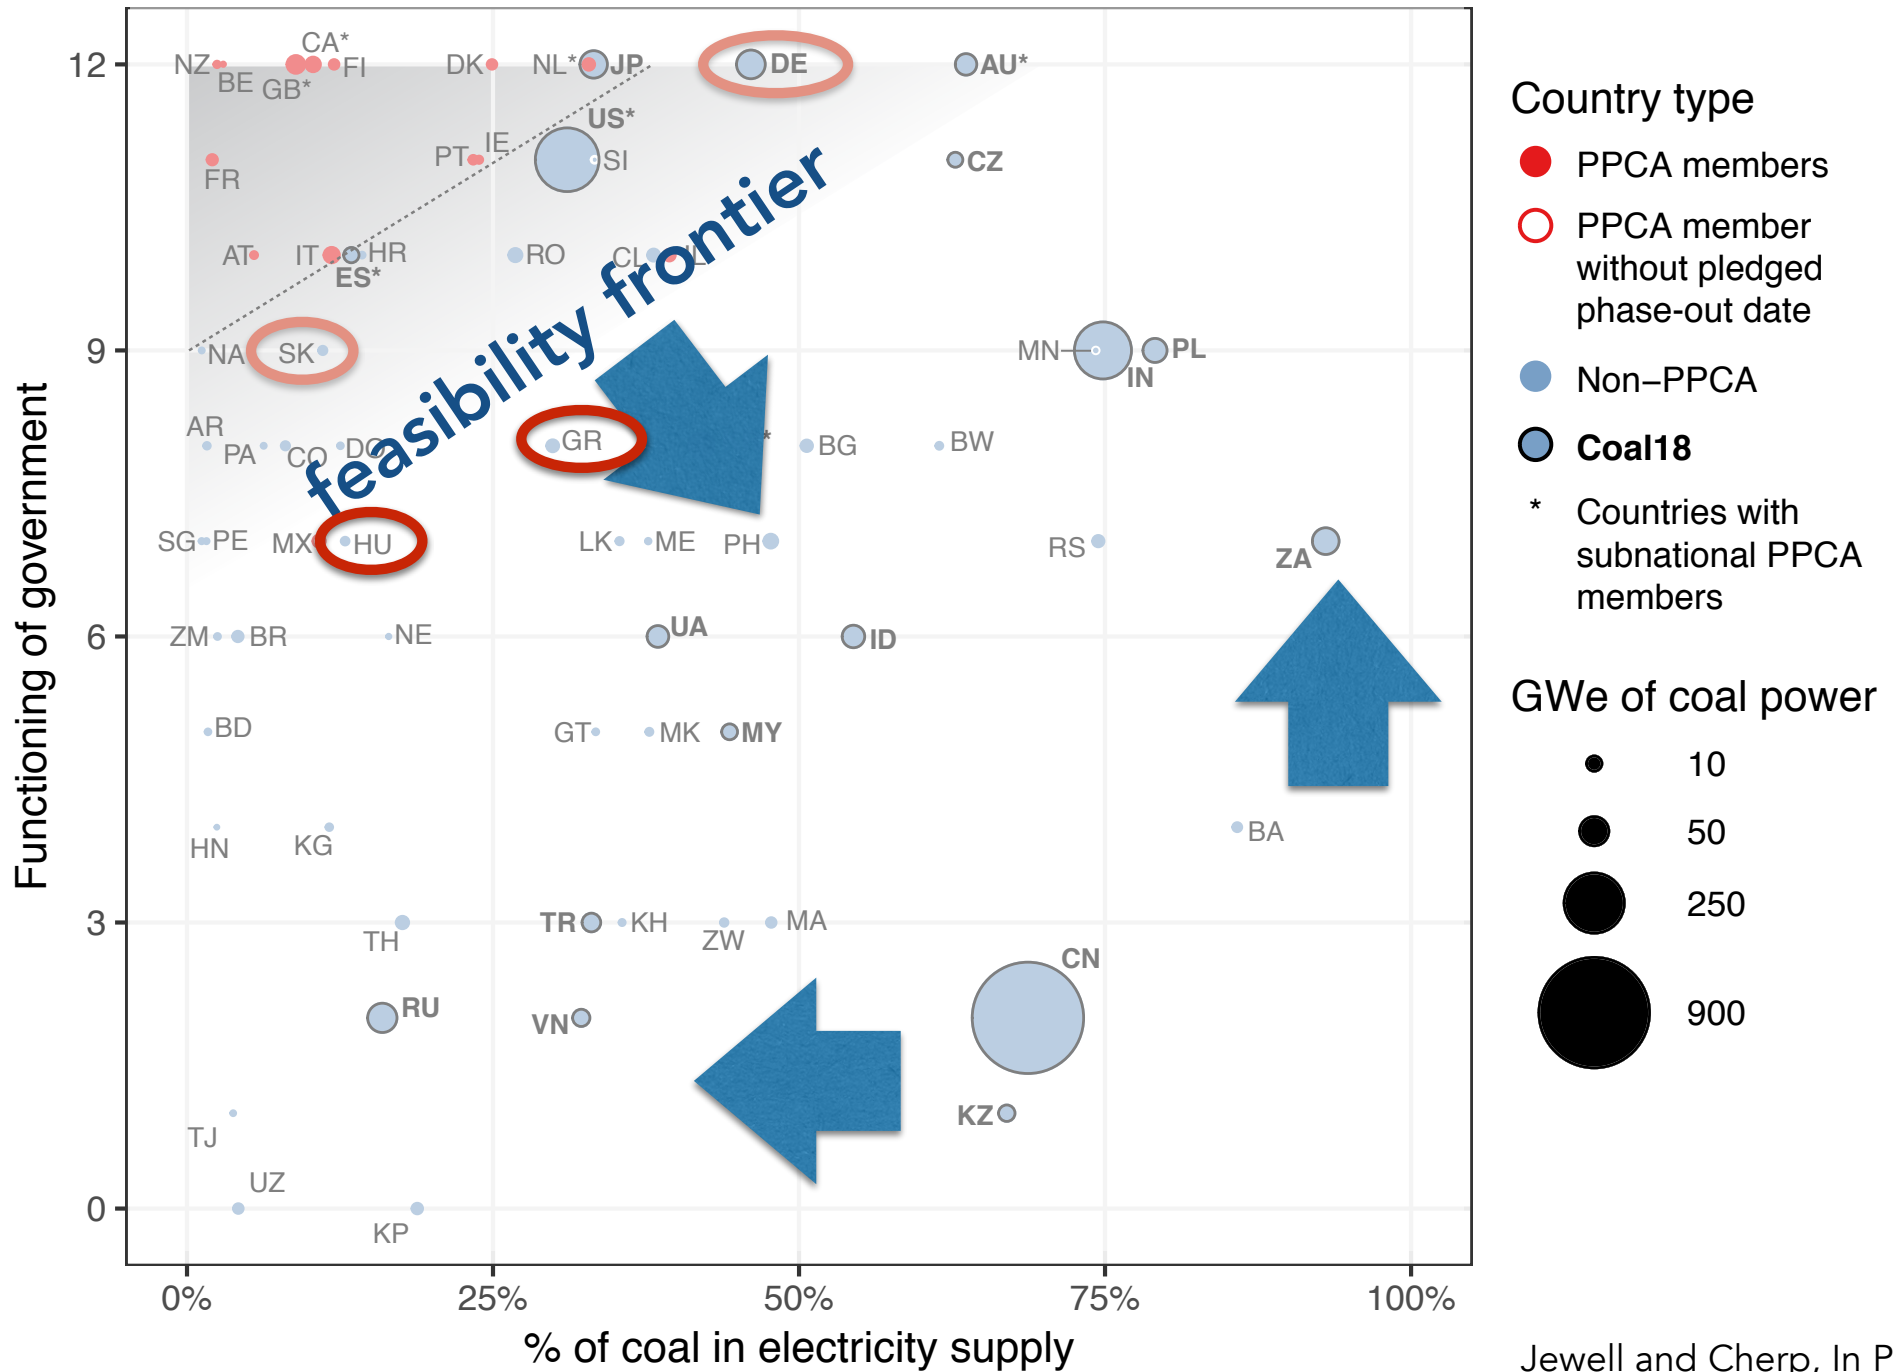 12
9
6
3
0
Functioning of government
0%
25%
50%
75%
100%
% of coal in electricity supply
NZ
BE
CA*
GB*
FI
DK
NL*
JP
DE
AU*
US*
FR
PT
IE
SI
CZ
AT
IT
ES*
HR
RO
CL
feasibility frontier
NA
SK
MN
IN
PL
AR
PA
CO
DO
GR
*
BG
BW
SG
PE
MX
HU
LK
ME
PH
RS
ZA
ZM
BR
NE
UA
ID
BD
GT
MK
MY
HN
KG
BA
TH
TR
KH
ZW
MA
RU
VN
CN
KZ
TJ
UZ
KP
Country type
PPCA members
PPCA member
without pledged
phase-out date
Non–PPCA
Coal18
* Countries with
subnational PPCA
members
GWe of coal power
10
50
250
900
Jewell and Cherp, In P